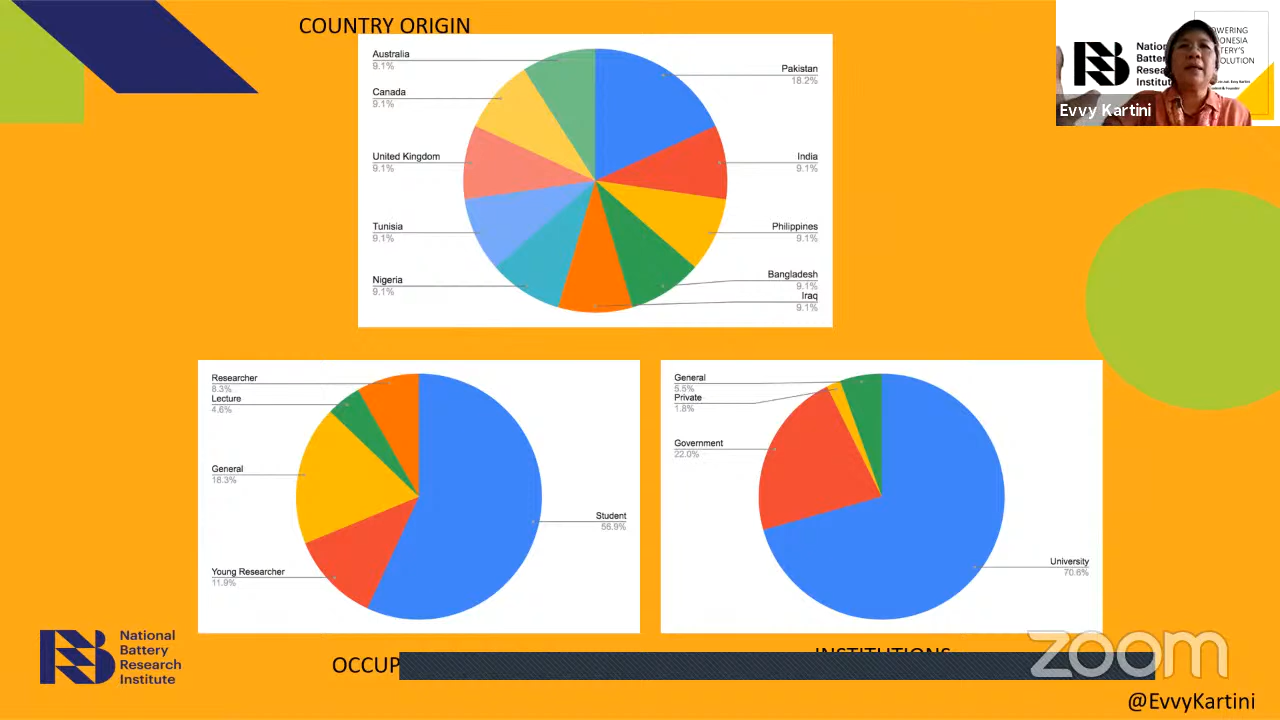 COUNTRY ORIGIN
Australia
9.1%
Canada
9.1%
United Kingdom
9.1%
Tunisia
9.1%
Nigeria
9.1%
Pakistan
18.2%
India
9.1%
Philippines
9.1%
Bangladesh
9.1%
Iraq
9.1%
National
Evvy Kartini
Researcher
8.3%
Lecture
4.6%
General
18.3%
Young Researcher
11.9%
Student
56.9%
General
5.5%
Private
1.8%
Government
22.0%
University
70.6%
National
Battery
Research
Institute
OCCUP
INSTITUTIONS
zoom
@EvvyKartini